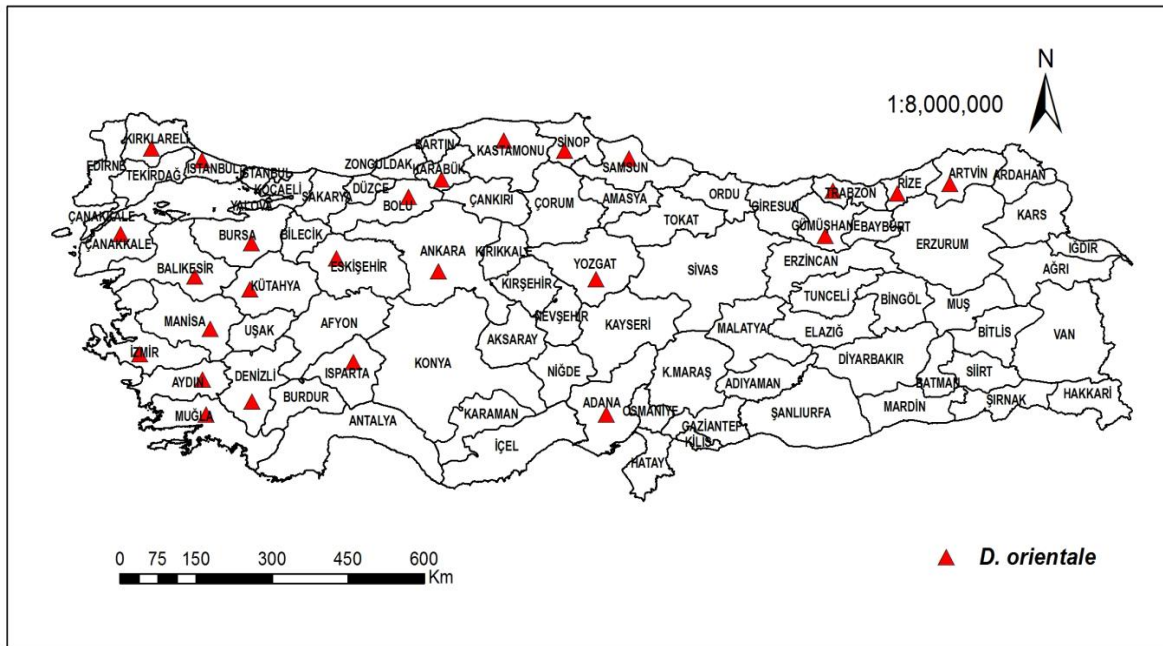 N
1:8,000,000
KIRKLARELİ
EDİRNE
TEKİRDAĞ
İSTANBUL
İSTANBUL
KOCAELİ
YALOVA
SAKARYA
DÜZCE
ZONGULDAK
BARTIN
KARABÜK
BOLU
KASTAMONU
SİNOP
SAMSUN
ÇANKIRI
ÇORUM
AMASYA
ORDU
TOKAT
GİRESUN
TRABZON
RİZE
ARTVİN
ARDAHAN
GÜMÜŞHANE
BAYBURT
ERZURUM
KARS
IĞDIR
AĞRI
ÇANAKKALE
ÇANAKKALE
BURSA
BİLECİK
ESKİŞEHİR
ANKARA
KIRIKKALE
KIRŞEHİR
YOZGAT
SİVAS
ERZİNCAN
TUNCELİ
BİNGÖL
MUŞ
BALIKESİR
KÜTAHYA
MANİSA
UŞAK
AFYON
KONYA
AKSARAY
NEVŞEHİR
KAYSERİ
MALATYA
ELAZIĞ
DİYARBAKIR
BİTLİS
VAN
İZMİR
AYDIN
DENİZLİ
ISPARTA
BURDUR
MUĞLA
ANTALYA
KARAMAN
İÇEL
NİĞDE
ADANA
OSMANİYE
K.MARAŞ
ADIYAMAN
GAZİANTEP
KİLİS
HATAY
ŞANLIURFA
MARDİN
BATMAN
SİİRT
ŞIRNAK
HAKKARİ
0 75 150 300 450 600
Km
D. orientale